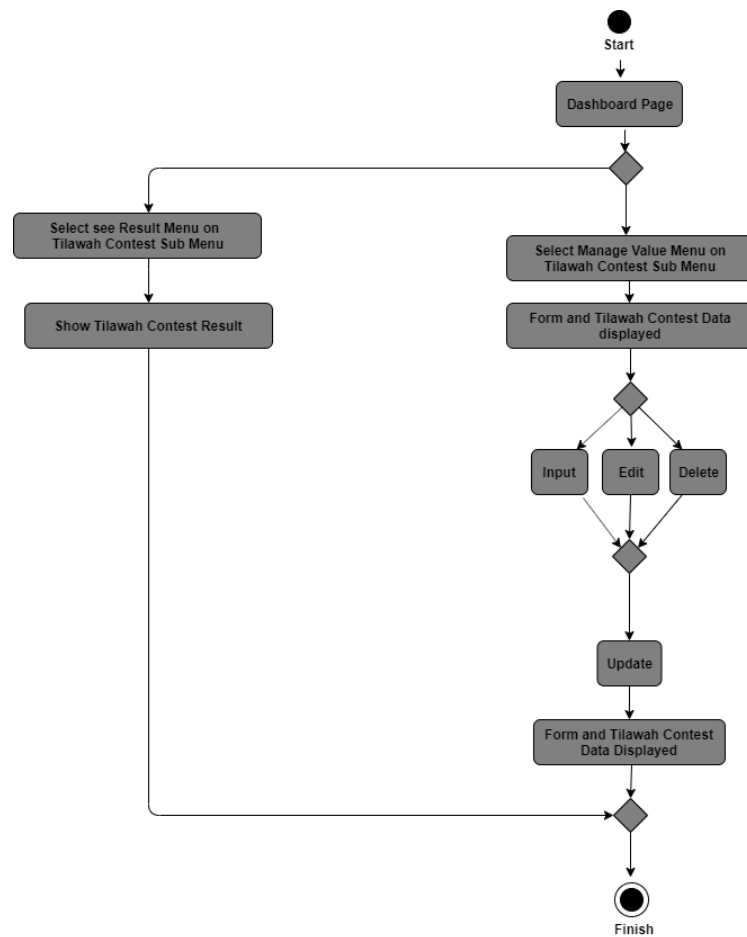 Start
Dashboard Page
Select see Result Menu on
Tilawah Contest Sub Menu
Show Tilawah Contest Result
Select Manage Value Menu on
Tilawah Contest Sub Menu
Form and Tilawah Contest Data
displayed
Input
Edit
Delete
Update
Form and Tilawah Contest
Data Displayed
Finish